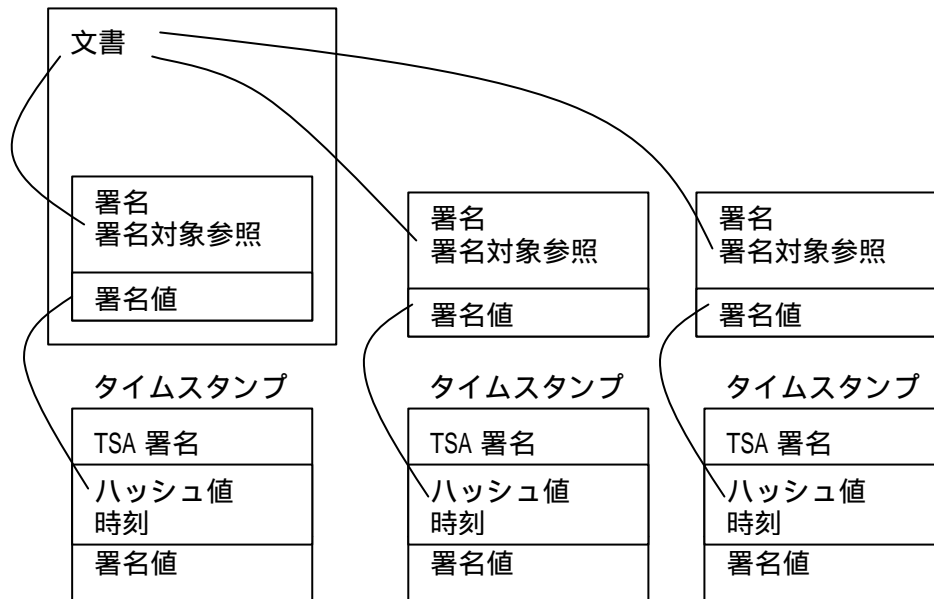 文書
署名
署名対象参照
署名値
署名
署名対象参照
署名値
署名
署名対象参照
署名値
タイムスタンプ
TSA 署名
ハッシュ値
時刻
署名値
タイムスタンプ
TSA 署名
ハッシュ値
時刻
署名値
タイムスタンプ
TSA 署名
ハッシュ値
時刻
署名値